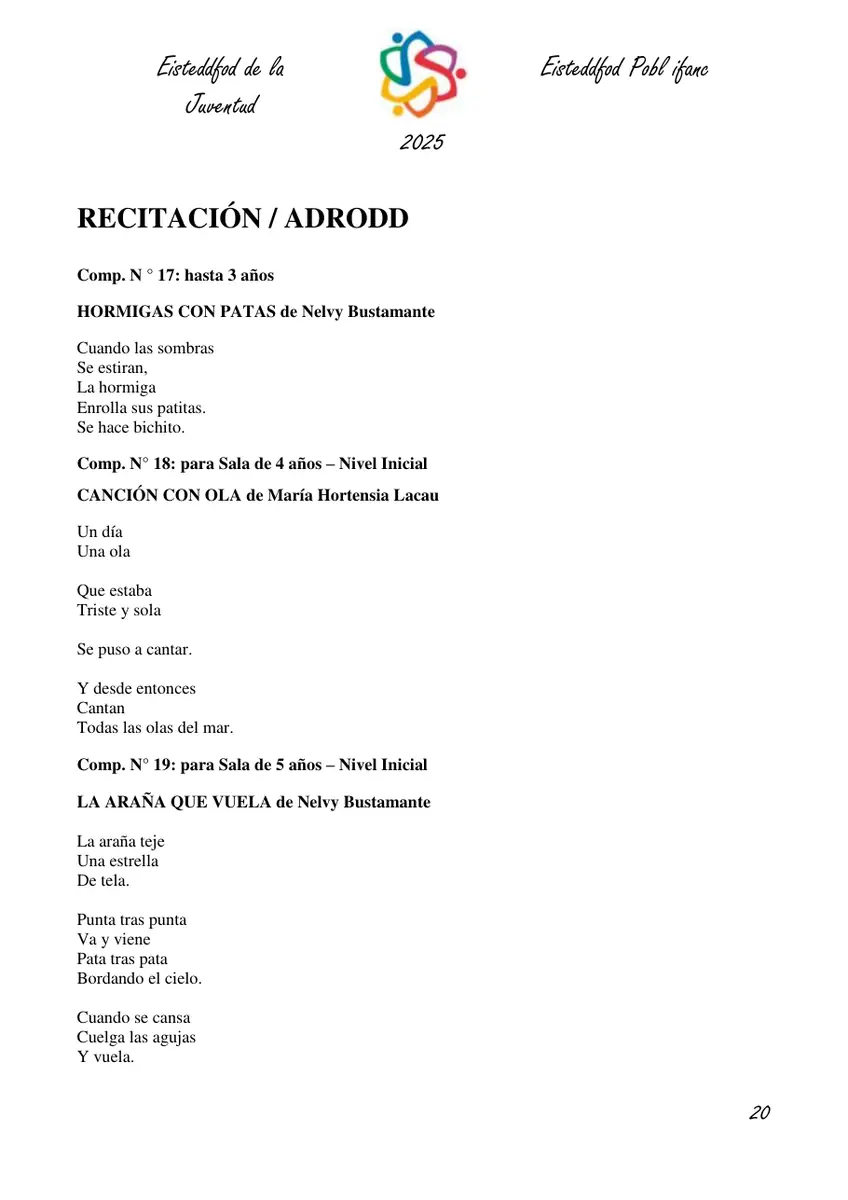 Eisteddfod de la
Juventud
Eisteddfod Pobl ifanc
2025
RECITACIÓN / ADRODD
Comp. N ° 17: hasta 3 años
HORMIGAS CON PATAS de Nelvy Bustamante
Cuando las sombras
Se estiran,
La hormiga
Enrolla sus patitas.
Se hace bichito.
Comp. N° 18: para Sala de 4 años – Nivel Inicial
CANCIÓN CON OLA de María Hortensia Lacau
Un día
Una ola
Que estaba
Triste y sola
Se puso a cantar.
Y desde entonces
Cantan
Todas las olas del mar.
Comp. N° 19: para Sala de 5 años – Nivel Inicial
LA ARAÑA QUE VUELA de Nelvy Bustamante
La araña teje
Una estrella
De tela.
Punta tras punta
Va y viene
Pata tras pata
Bordando el cielo.
Cuando se cansa
Cuelga las agujas
Y vuela.
20